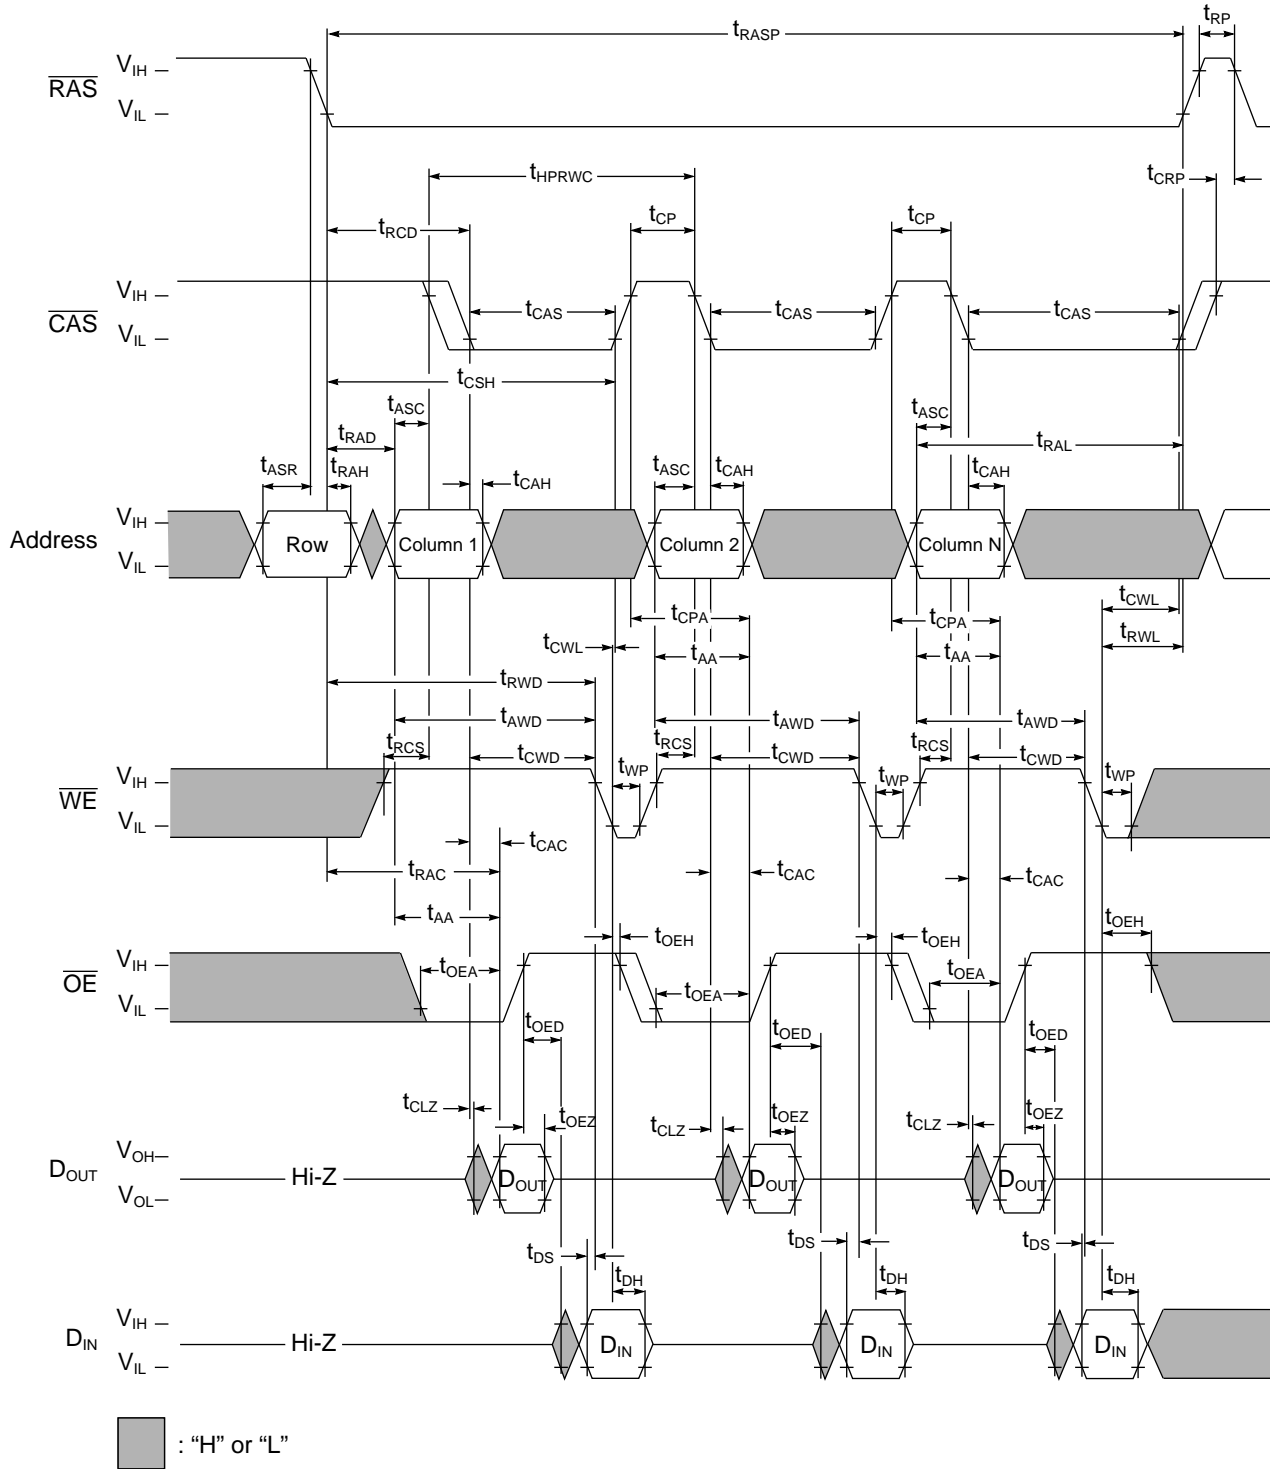 tRP
tRASP
RAS
VIH
VIL
tHPRWC
tCRP
tCP
tCP
tRCD
CAS
VIH
VIL
tCAS
tCAS
tCAS
tCSH
tASC
tASC
tRAD
tRAL
tASR
tRAH
tCAH
tASC
tCAH
tCAH
Address
VIH
VIL
Row
Column 1
Column 2
Column N
tCWL
tCPA
tCPA
tRWL
tCWL
tAA
tAA
tRWD
tAWD
tAWD
tAWD
tRCS
tCWD
tRCS
tCWD
tRCS
tCWD
WE
VIH
VIL
tWP
tWP
tWP
tCAC
tRAC
tCAC
tCAC
tAA
tOEH
tOEH
tOEH
OE
VIH
VIL
tOEA
tOEA
tOEA
tOED
tOED
tOED
tCLZ
tOEZ
tCLZ
tOEZ
tCLZ
tOEZ
DOUT
VOH
VOL
Hi-Z
DOUT
DOUT
DOUT
tDS
tDS
tDS
tDH
tDH
tDH
DIN
VIH
VIL
Hi-Z
DIN
DIN
DIN
: “H” or “L”